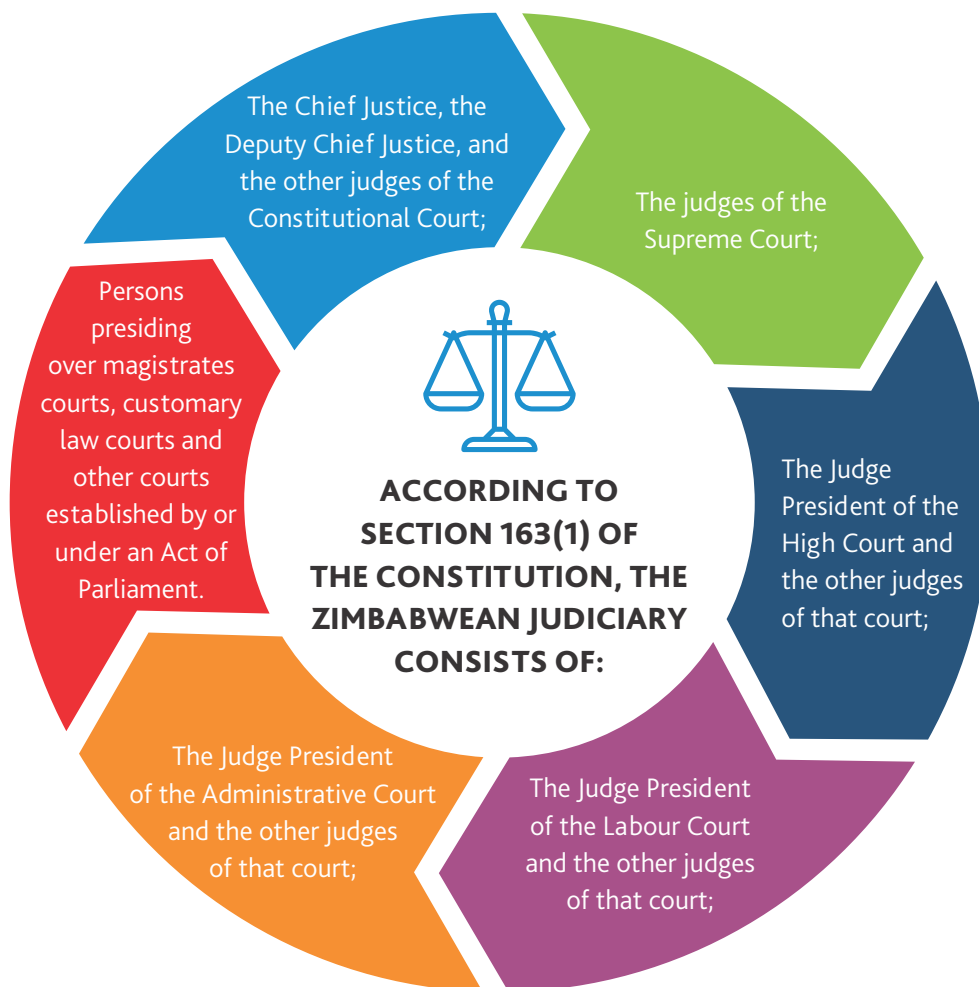 ACCORDING TO
SECTION 163(1) OF
THE CONSTITUTION, THE
ZIMBABWEAN JUDICIARY
CONSISTS OF:
The Chief Justice, the
Deputy Chief Justice, and
the other judges of the
Constitutional Court;
The judges of the
Supreme Court;
The Judge
President of the
High Court and
the other judges
of that court;
The Judge President
of the Labour Court
and the other judges
of that court;
The Judge President
of the Administrative Court
and the other judges
of that court;
Persons
presiding
over magistrates
courts, customary
law courts and
other courts
established by or
under an Act of
Parliament.